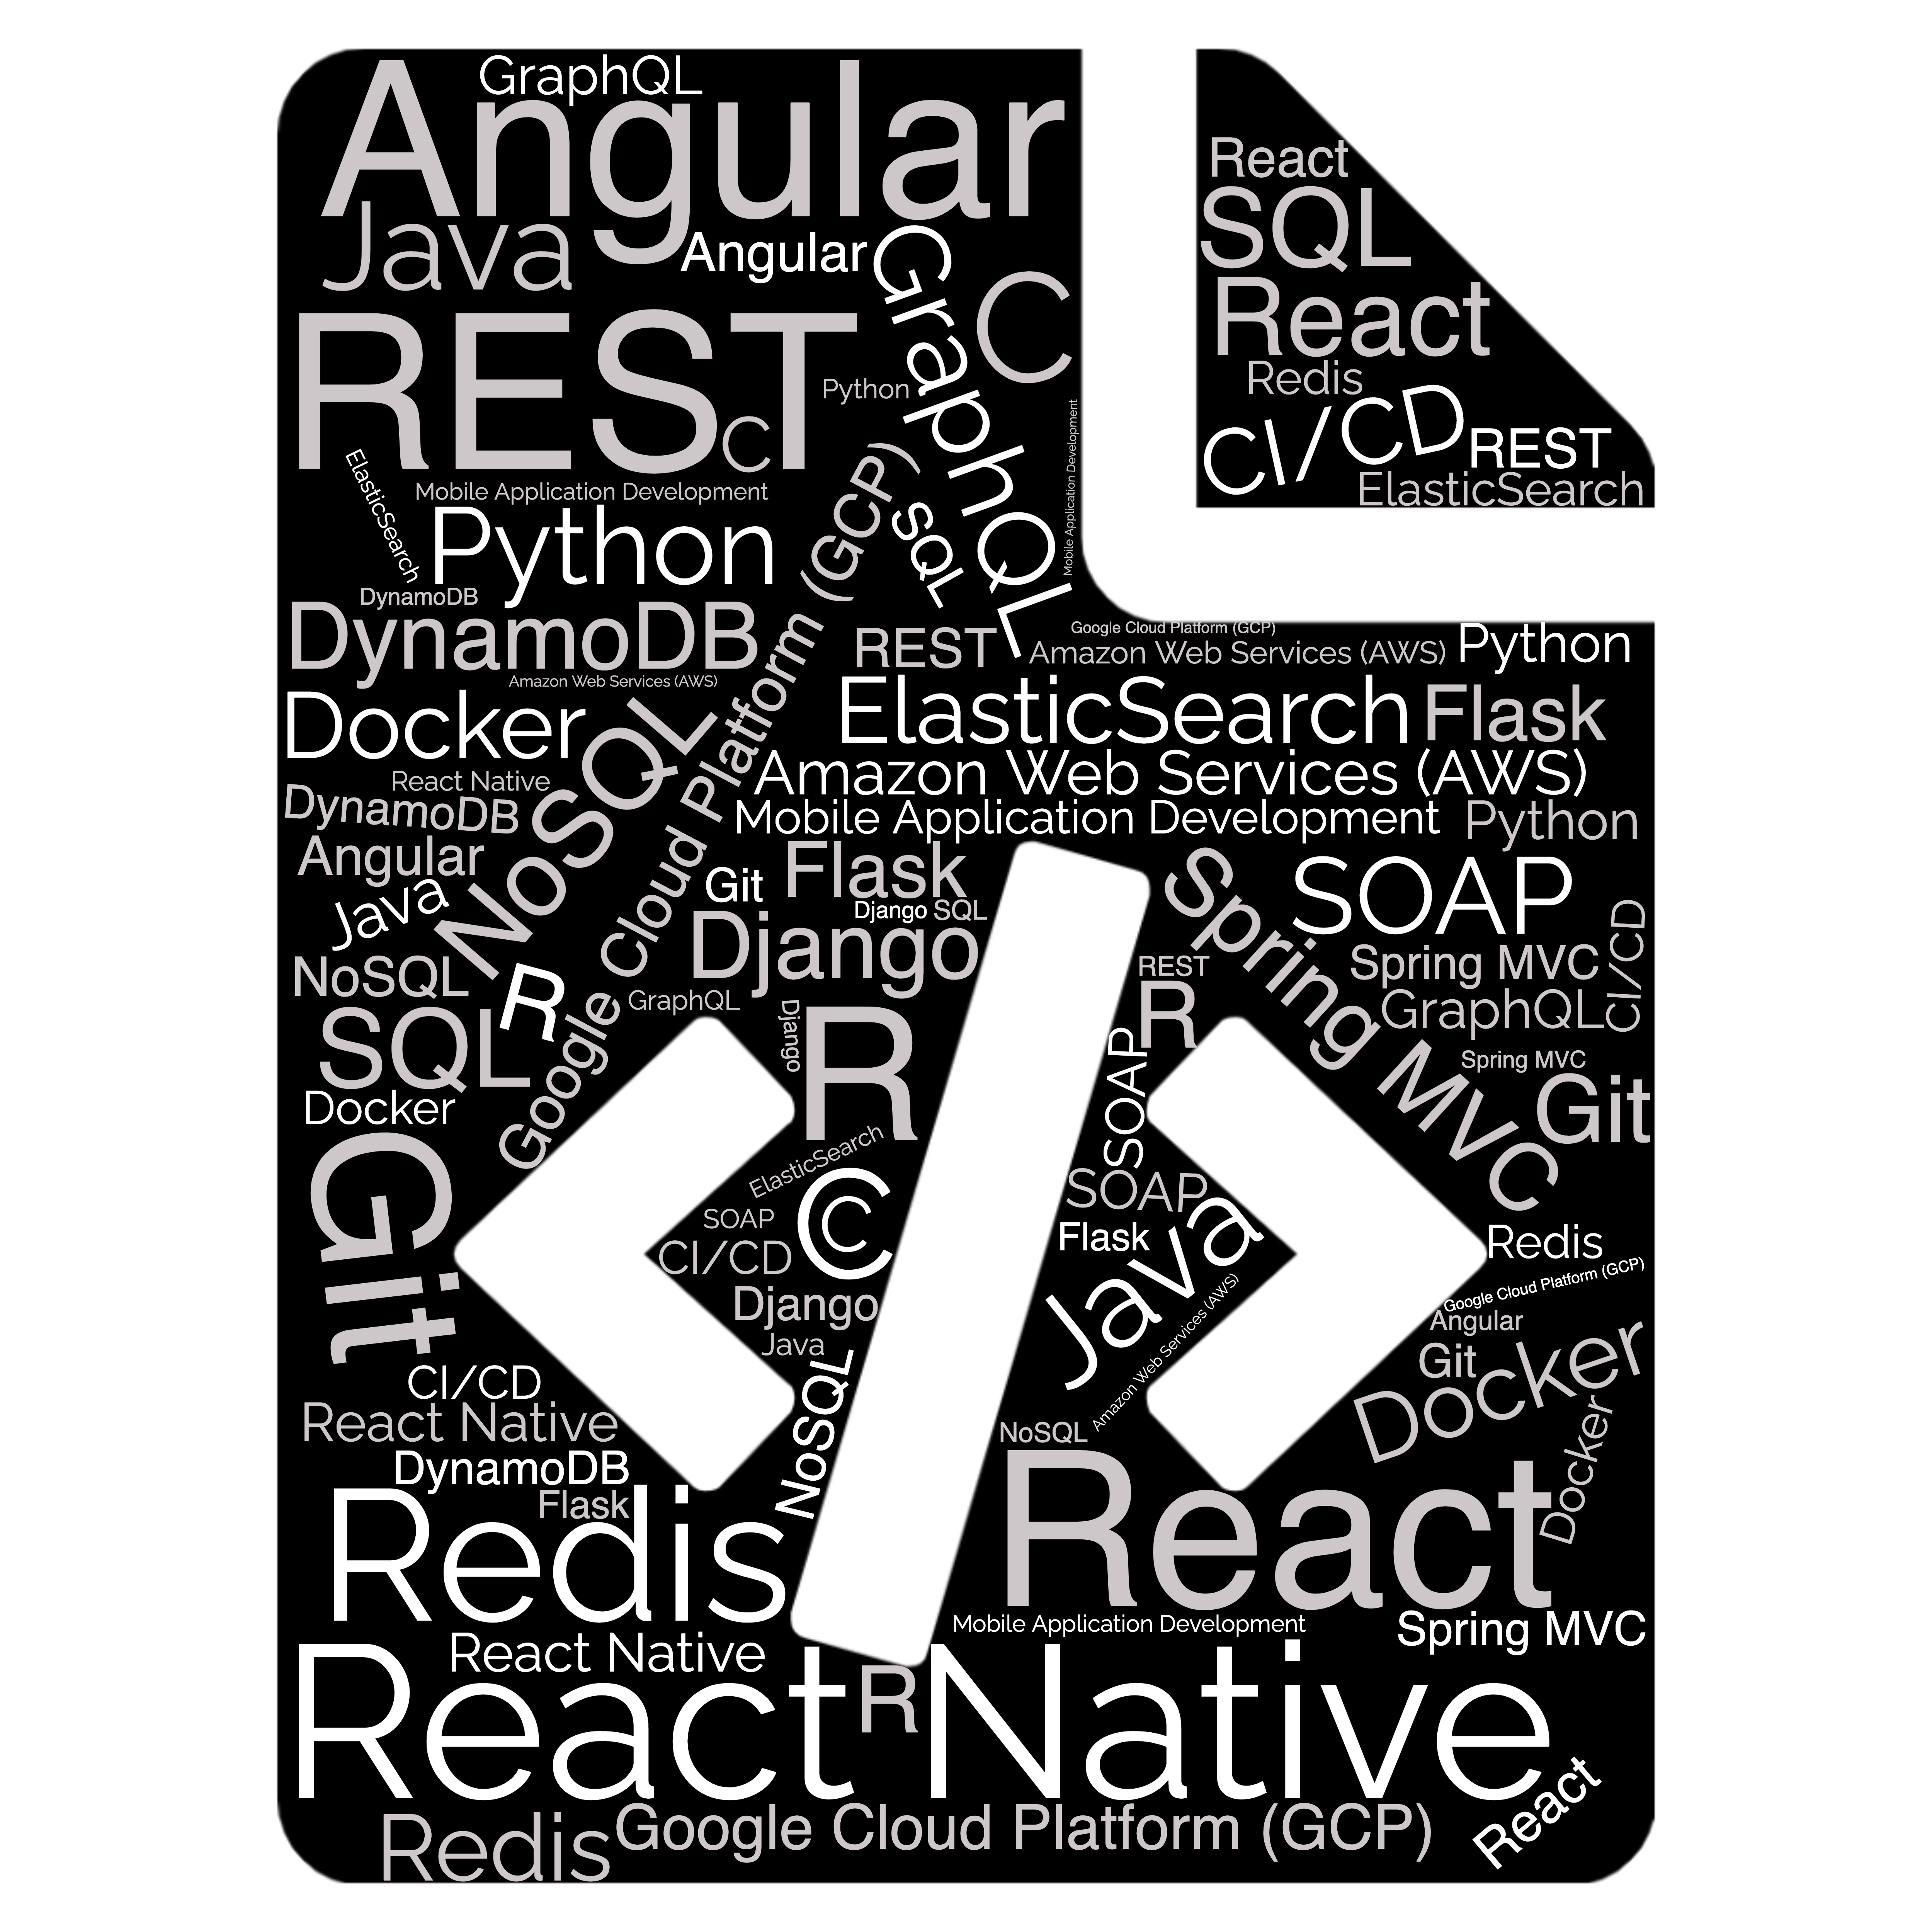 GraphQL
Angular
Java
Angular
GraphQL
C
REST
C
Python
Mobile Application Development
ElasticSearch
Mobile Application Development
Python
SQL
DynamoDB
DynamoDB
Amazon Web Services (AWS)
Google Cloud Platform (GCP)
Docker
NoSQL
React Native
DynamoDB
Angular
Java
NoSQL
R
SQL
Docker
React
SQL
React
Redis
CI/CD
REST
ElasticSearch
REST
Google Cloud Platform (GCP)
Amazon Web Services (AWS)
Python
ElasticSearch
Flask
Amazon Web Services (AWS)
Mobile Application Development
Python
Git
Flask
Django
SQL
Django
GraphQL
Django
R
Spring MVC
SOAP
Spring MVC
CI/CD
GraphQL
REST
R
Spring MVC
Git
SOAP
Git
ElasticSearch
C
C
SOAP
CI/CD
Django
Java
NoSQL
SOAP
Flask
Java
Amazon Web Services (AWS)
NoSQL
Redis
Google Cloud Platform (GCP)
Angular
Git
Docker
Docker
CI/CD
React Native
DynamoDB
Flask
Redis
React
Mobile Application Development
Spring MVC
React Native
R
React Native
React
Redis
Google Cloud Platform (GCP)